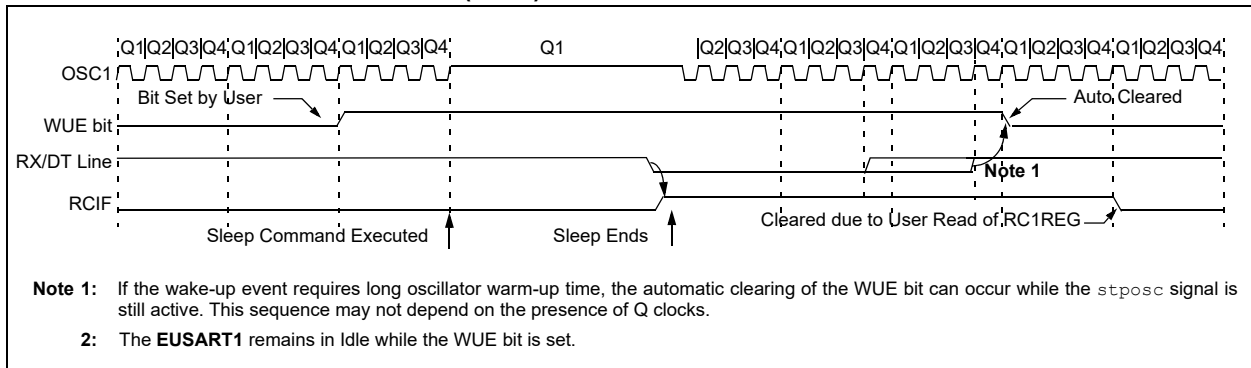 Q1|Q2|Q3|Q4|Q1|Q2|Q3|Q4|Q1|Q2|Q3|Q4 Q1 |Q2|Q3|Q4|Q1|Q2|Q3|Q4|Q1|Q2|Q3|Q4|Q1|Q2|Q3|Q4|Q1|Q2|Q3|Q4
OSC1
Bit Set by User
Auto Cleared
WUE bit
RX/DT Line
Note 1
RCIF
Cleared due to User Read of RC1REG
Sleep Command Executed
Sleep Ends
Note 1: If the wake-up event requires long oscillator warm-up time, the automatic clearing of the WUE bit can occur while the stposc signal is
still active. This sequence may not depend on the presence of Q clocks.
2: The EUSART1 remains in Idle while the WUE bit is set.